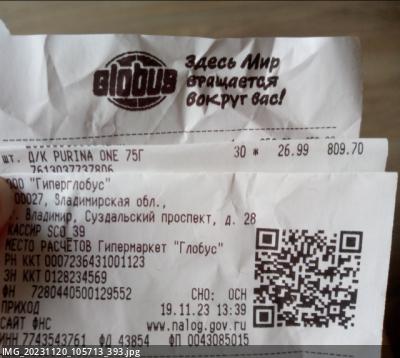 Globus
Здесь Мир
вращается
вокруг вас!
шт. Д/К PURINA ONE 75Г 30 * 26.99 809.70
7613037737806
ООО "Гиперглобус"
00027, Владимирская обл.,
г. Владимир, Суздальский проспект, д. 28
КАССИР SCO 39
МЕСТО РАСЧЕТОВ Гипермаркет "Глобус"
РН ККТ 0007236431001123
ЗН ККТ 0128234569
ФН 7280440500129552 СНО: ОСН
ПРИХОД 19.11.23 13:39
САЙТ ФНС www.nalog.gov.ru
ИНН 7743543761 ФД 43854 ФП 0043085015
IMG_20231120_105713_393.jpg